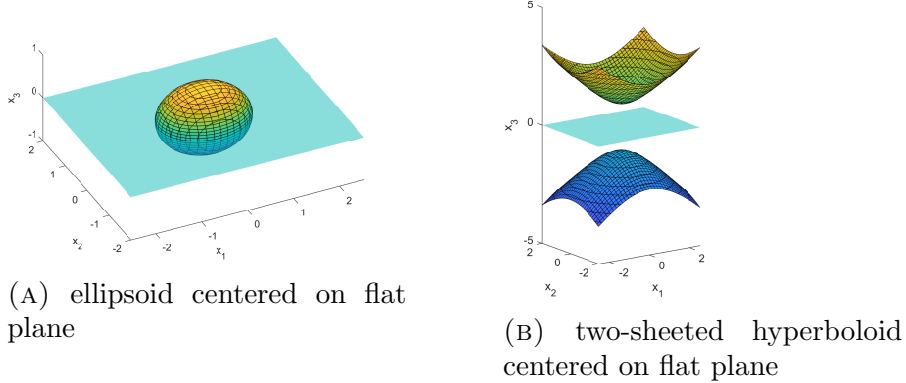 1
0
-1
x3
2
1
0
-1
-2
x2
-2
-1
0
1
2
x1
(A) ellipsoid centered on flat
plane
5
0
-5
x3
2
0
-2
x2
-2
0
2
x1
(B) two-sheeted hyperboloid
centered on flat plane